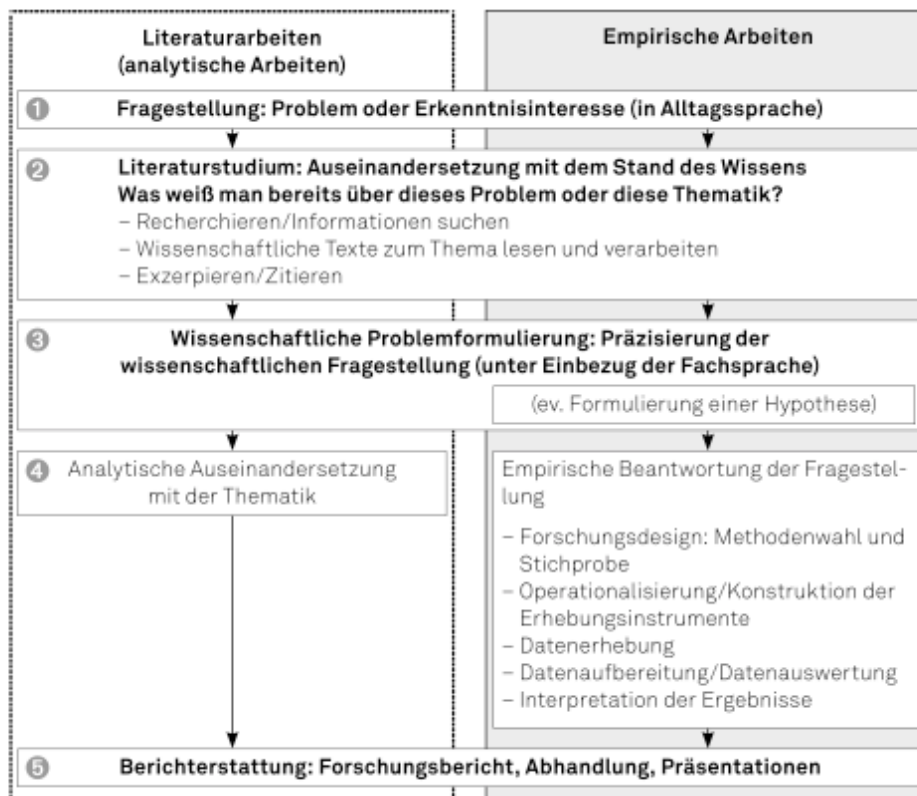 Literaturarbeiten
(analytische Arbeiten)
Empirische Arbeiten
1 Fragestellung: Problem oder Erkenntnisinteresse (in Alltagssprache)
2 Literaturstudium: Auseinandersetzung mit dem Stand des Wissens
Was weiß man bereits über dieses Problem oder diese Thematik?
– Recherchieren/Informationen suchen
– Wissenschaftliche Texte zum Thema lesen und verarbeiten
– Exzerpieren/Zitieren
3 Wissenschaftliche Problemformulierung: Präzisierung der
wissenschaftlichen Fragestellung (unter Einbezug der Fachsprache)
(ev. Formulierung einer Hypothese)
4 Analytische Auseinandersetzung
mit der Thematik
Empirische Beantwortung der Fragestel-
lung
– Forschungsdesign: Methodenwahl und
Stichprobe
– Operationalisierung/Konstruktion der
Erhebungsinstrumente
– Datenerhebung
– Datenaufbereitung/Datenauswertung
– Interpretation der Ergebnisse
5 Berichterstattung: Forschungsbericht, Abhandlung, Präsentationen